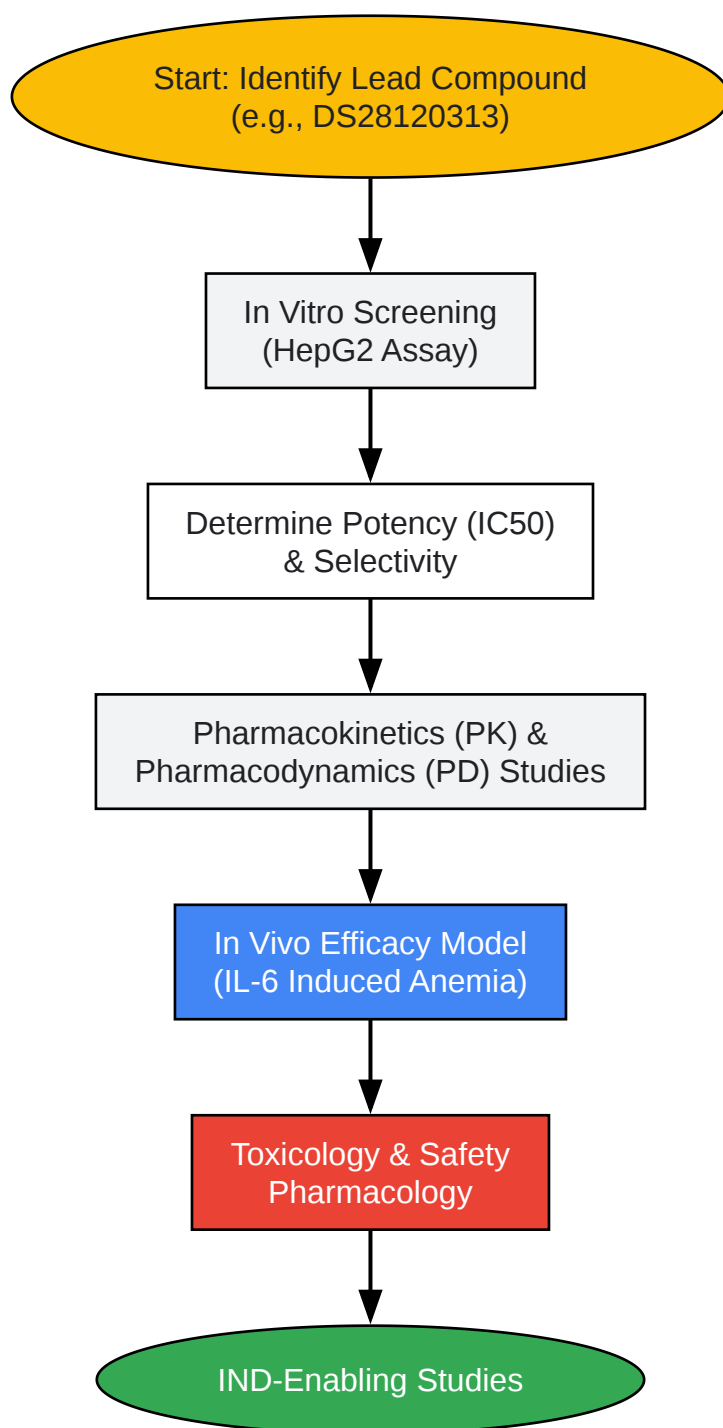 Start: Identify Lead Compound
(e.g., DS28120313)
In Vitro Screening
(HepG2 Assay)
Determine Potency (IC50)
& Selectivity
Pharmacokinetics (PK) &
Pharmacodynamics (PD) Studies
In Vivo Efficacy Model
(IL-6 Induced Anemia)
Toxicology & Safety
Pharmacology
IND-Enabling Studies